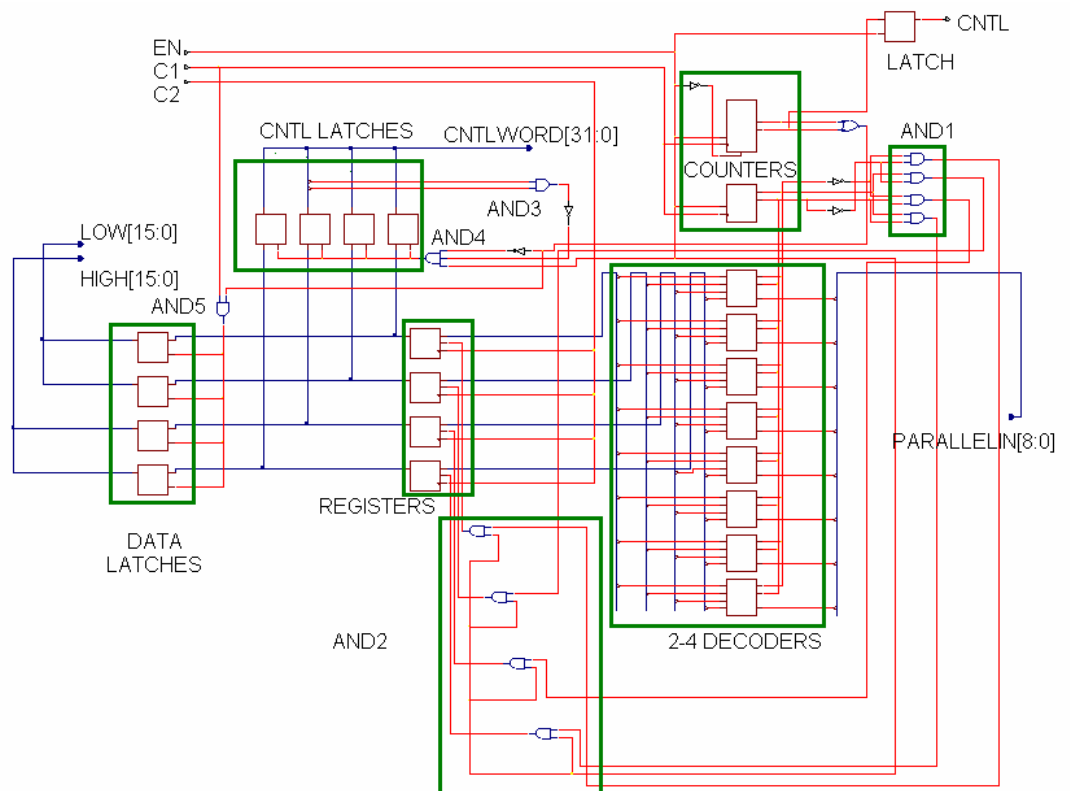 EN
C1
C2
CNTL
LATCH
CNTL LATCHES
CNTLWORD[31:0]
AND1
COUNTERS
AND3
AND4
LOW[15:0]
HIGH[15:0]
AND5
PARALLELIN[8:0]
REGISTERS
DATA
LATCHES
AND2
2-4 DECODERS